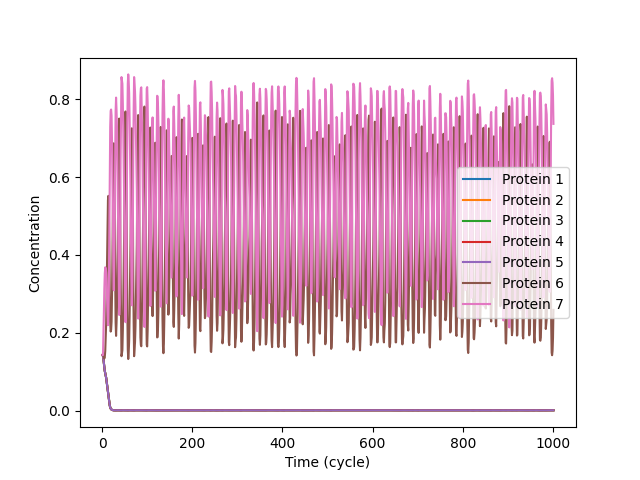 0.8
0.6
0.4
0.2
0.0
Concentration
0 200 400 600 800 1000
Time (cycle)
Protein 1
Protein 2
Protein 3
Protein 4
Protein 5
Protein 6
Protein 7